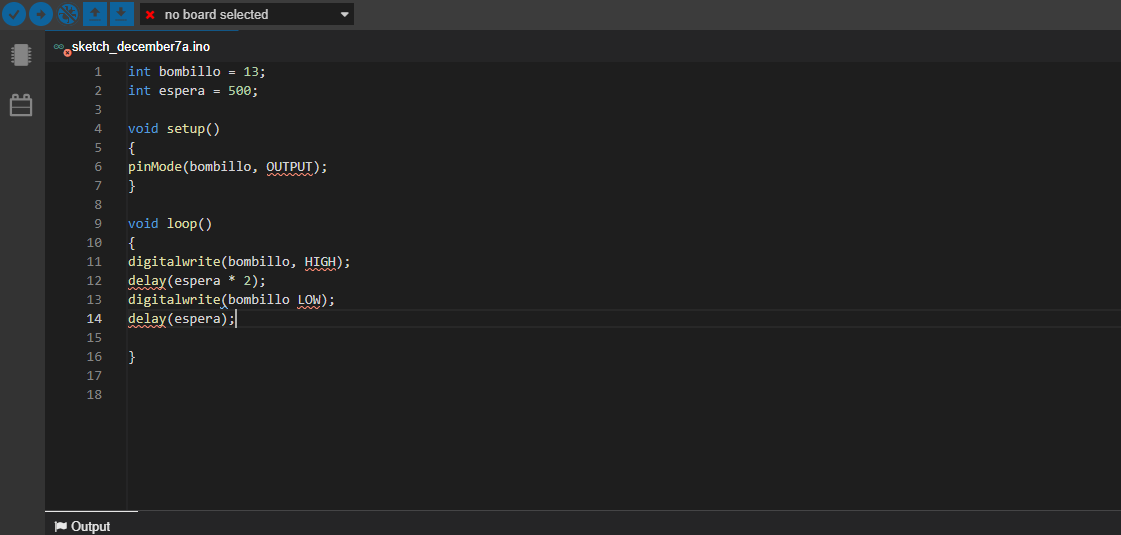 no board selected
sketch_december7a.ino
1 int bombillo = 13;
2 int espera = 500;
3
4 void setup()
5 {
6 pinMode(bombillo, OUTPUT);
7 }
8
9 void loop()
10 {
11 digitalwrite(bombillo, HIGH);
12 delay(espera * 2);
13 digitalwrite(bombillo LOW);
14 delay(espera);
15
16 }
17
18
Output